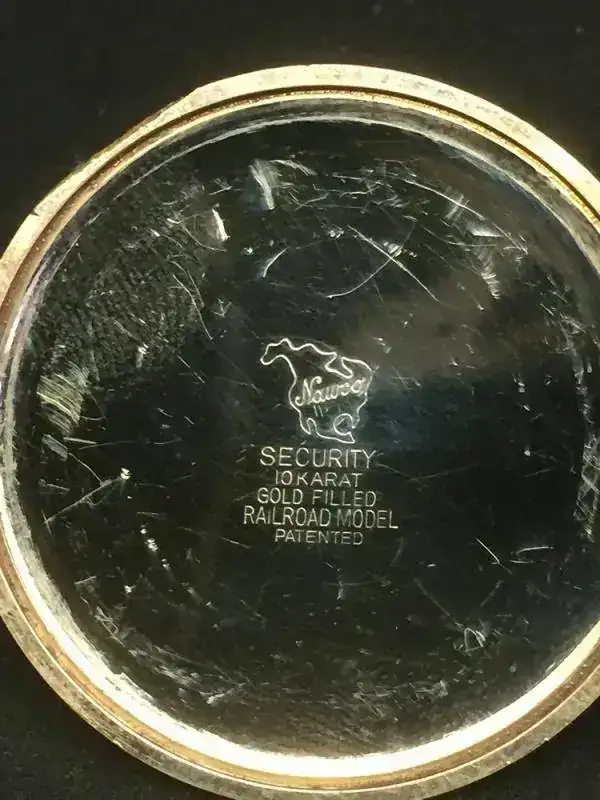 Nawco
SECURITY
10 KARAT
GOLD FILLED
RAILROAD MODEL
PATENTED